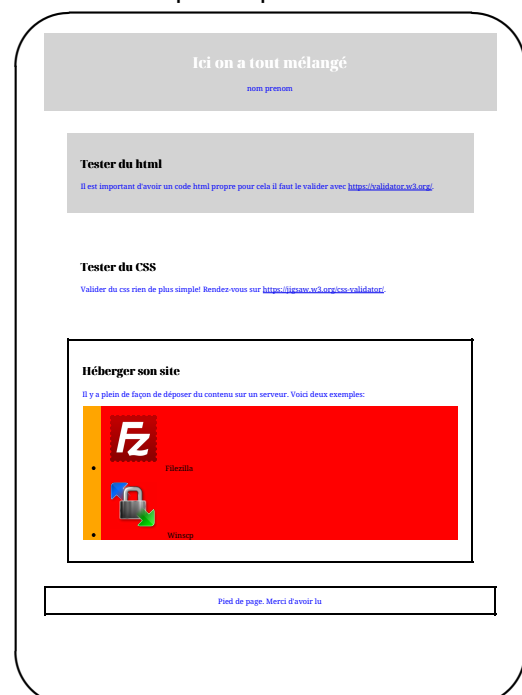 Ici on a tout mélangé
nom prenom
Tester du html
Il est important d'avoir un code html propre pour cela il faut le valider avec https://validator.w3.org/.
Tester du CSS
Valider du css rien de plus simple! Rendez-vous sur https://jigsaw.w3.org/css-validator/.
Héberger son site
Il y a plein de façon de déposer du contenu sur un serveur. Voici deux exemples:
Fz
Filezilla
Winscp
Pied de page. Merci d'avoir lu